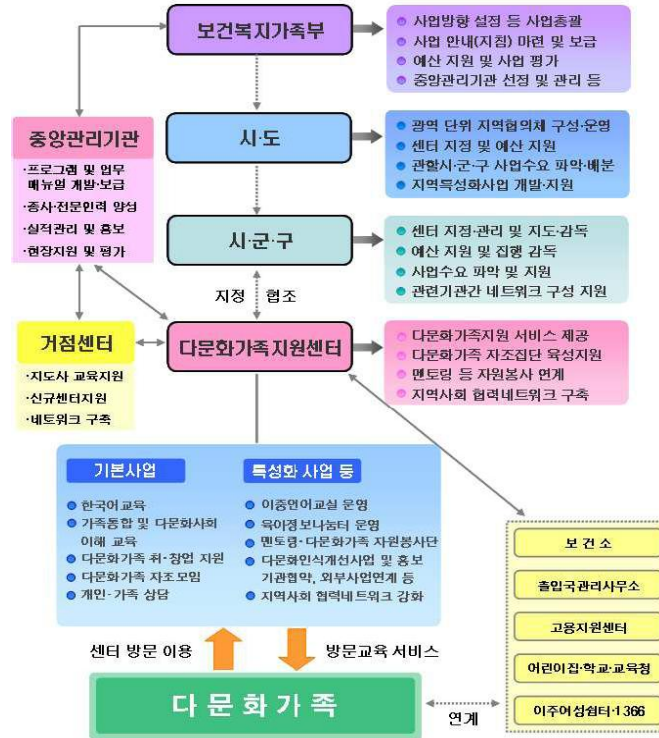 보건복지가족부
사업방향 설정 등 사업총괄
사업 안내(지침) 마련 및 보급
예산 지원 및 사업 평가
중앙관리기관 선정 및 관리 등
중앙관리기관
·프로그램 및 업무
매뉴얼 개발·보급
·종사·전문인력 양성
·실적관리 및 홍보
·현장지원 및 평가
시·도
광역 단위 지역협의체 구성·운영
센터 지정 및 예산 지원
관할시·군·구 사업수요 파악·배분
지역특성화사업 개발·지원
시·군·구
센터 지정·관리 및 지도·감독
예산 지원 및 집행 감독
사업수요 파악 및 지원
관련기관간 네트워크 구성 지원
지정 협조
거점센터
·지도사 교육지원
·신규센터지원
·네토워크 구축
다문화가족지원센터
다문화가족지원 서비스 제공
다문화가족 자조집단 육성지원
멘토링 등 자원봉사 연계
지역사회 협력네트워크 구축
기본사업
한국어교육
가족통합 및 다문화사회
이해 교육
다문화가족 취·창업 지원
다문화가족 자조모임
개인·가족 상담
특성화 사업 등
이중언어교실 운영
육아정보나눔터 운영
멘토링·다문화가족 자원봉사단
다문화인식개선사업 및 홍보
기관협약, 외부사업연계 등
지역사회 협력네트워크 강화
센터 방문 이용
방문교육 서비스
다문화가족
연계
보건소
출입국관리사무소
고용지원센터
어린이집·학교·교육청
이주여성쉼터·1366